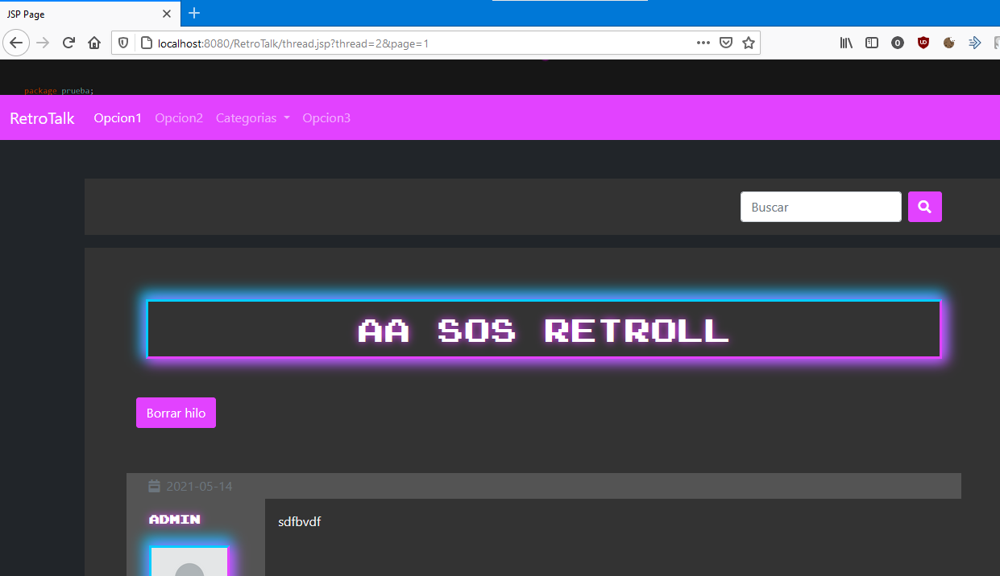 JSP Page
localhost:8080/RetroTalk/thread.jsp?thread=2&page=1
package prueba;
RetroTalk Opcion1 Opcion2 Categorias Opcion3
Buscar
AA SOS RETROLL
Borrar hilo
2021-05-14
ADMIN
sdfbvdf